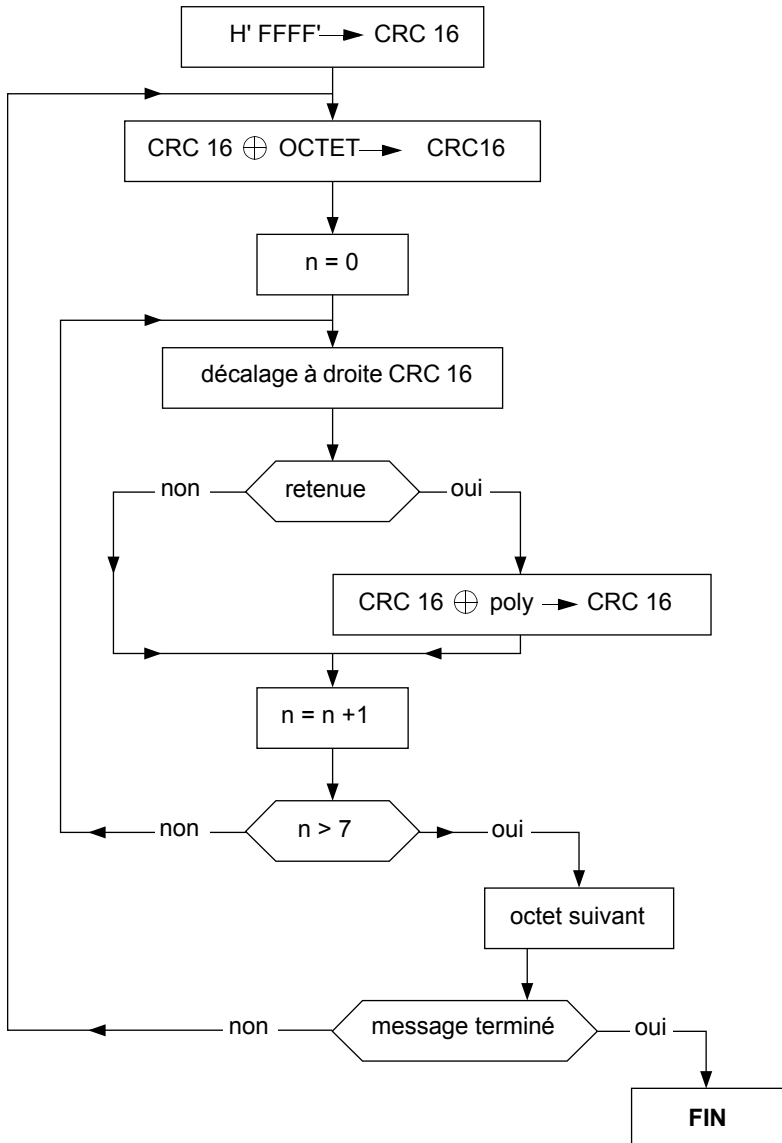 H' FFFF' → CRC 16
CRC 16 ⊕ OCTET → CRC16
n = 0
décalage à droite CRC 16
non
retenue
oui
CRC 16 ⊕ poly → CRC 16
n = n +1
non
n > 7
oui
octet suivant
non
message terminé
oui
FIN